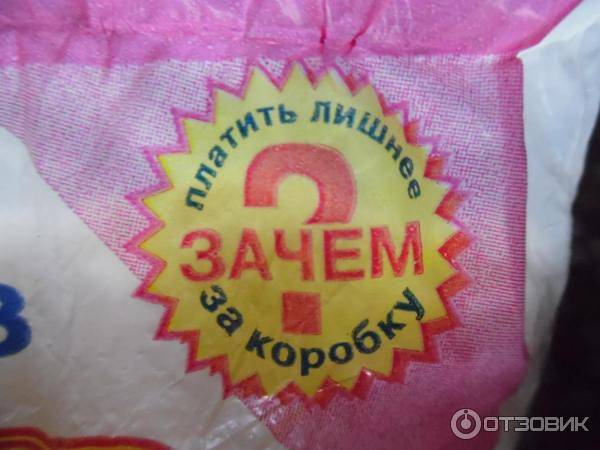 ЗАЧЕМ
платить лишнее
за коробку
?
В
ОТЗОВИК